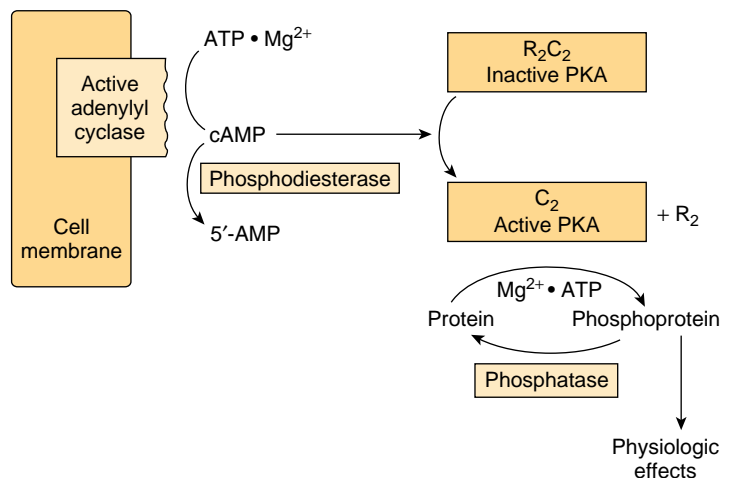 ATP • Mg²⁺
Active
adenylyl
cyclase
cAMP
Phosphodiesterase
5′-AMP
Cell
membrane
R₂C₂
Inactive PKA
C₂
Active PKA
+ R₂
Mg²⁺ • ATP
Protein
Phosphoprotein
Phosphatase
Physiologic
effects